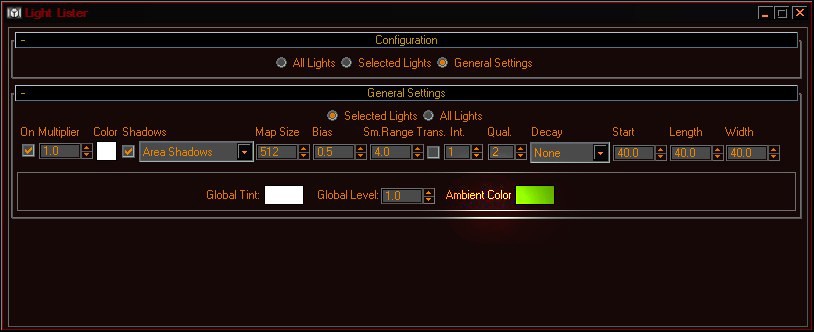 Light Lister
Configuration
All Lights Selected Lights General Settings
General Settings
Selected Lights All Lights
On Multiplier Color Shadows Map Size Bias Sm.Range Trans. Int. Qual. Decay Start Length Width
1.0 Area Shadows 512 0.5 4.0 1 2 None 40.0 40.0 40.0
Global Tint: Global Level: 1.0 Ambient Color